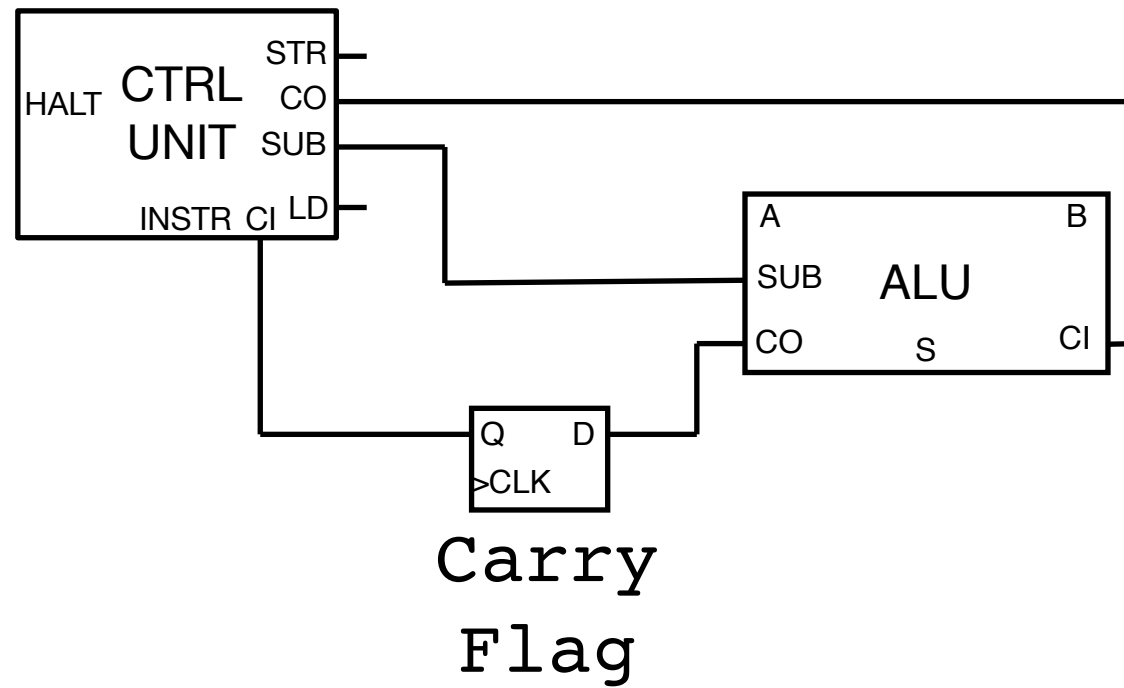 STR
HALT CTRL CO
UNIT SUB
INSTR CI LD
A B
SUB ALU
CO S CI
Q D
>CLK
Carry
Flag